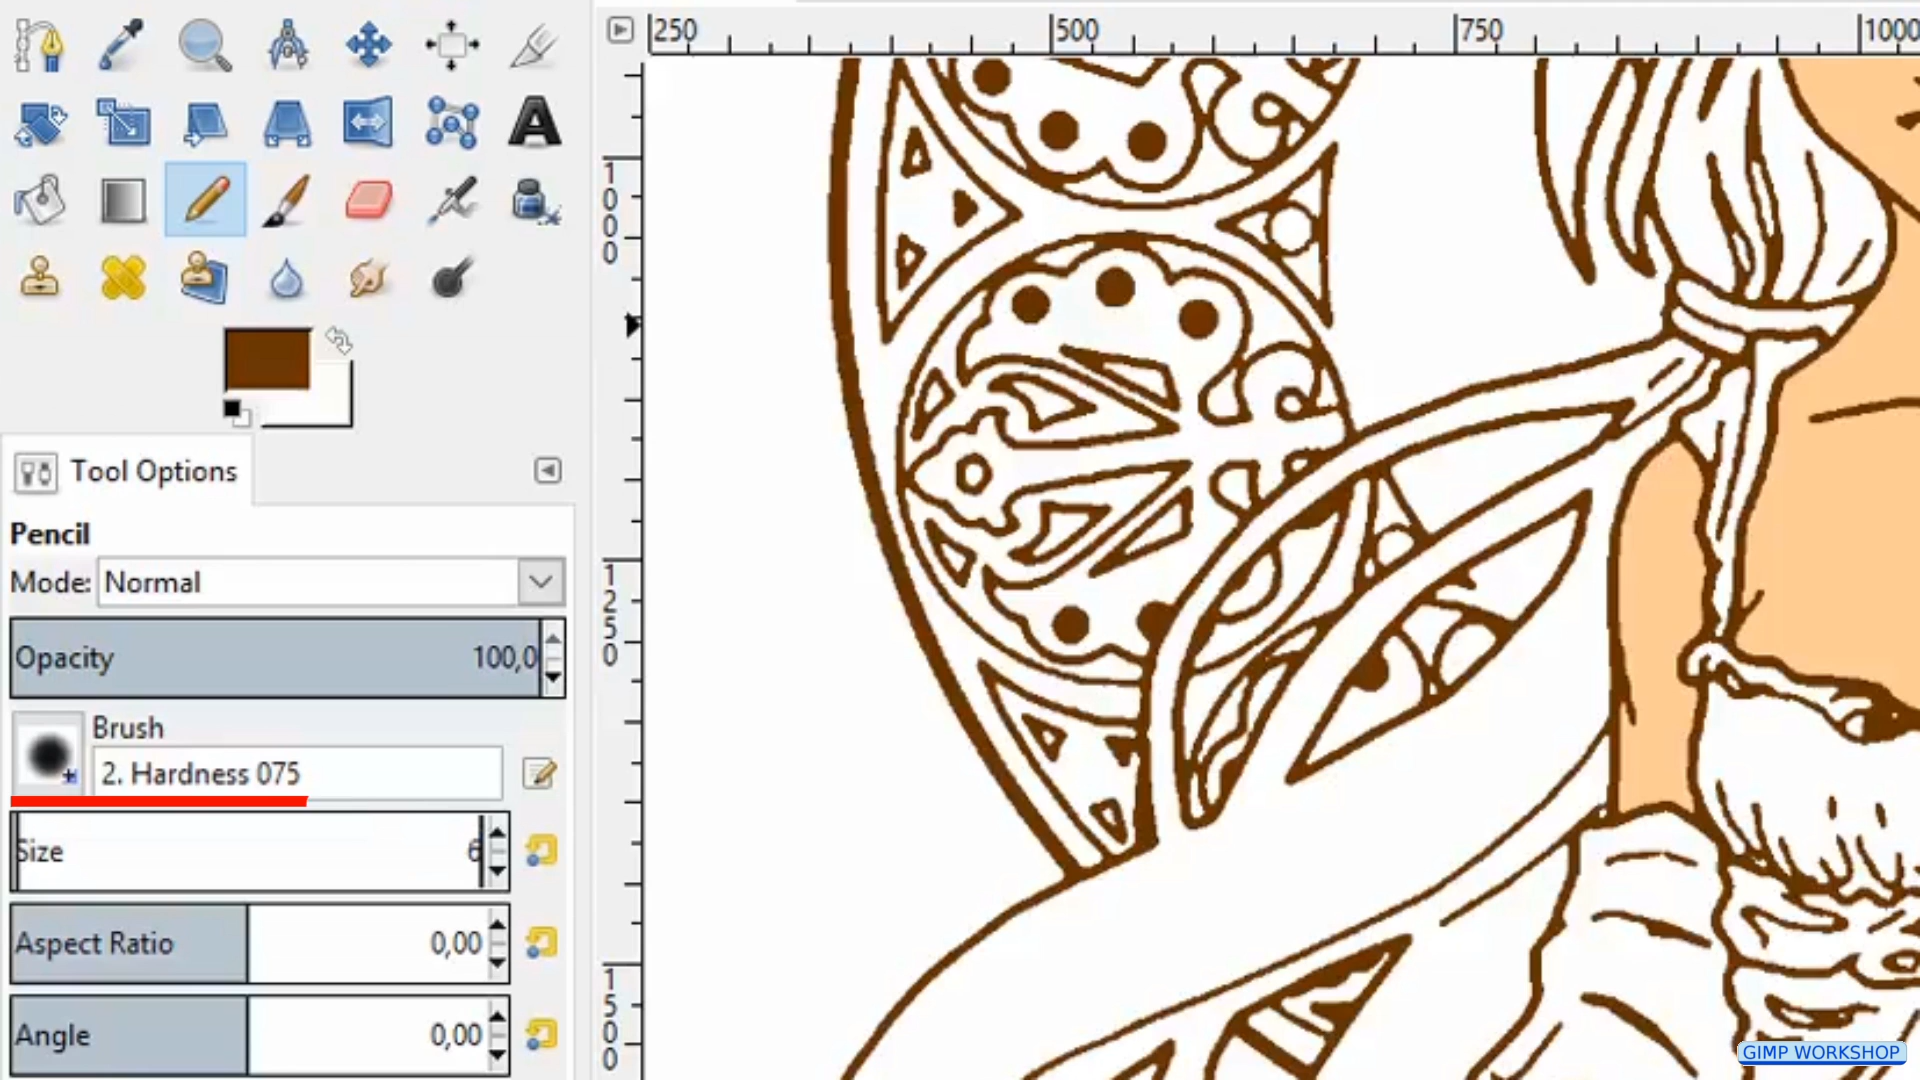 250
500
750
1000
A
1000
Tool Options
Pencil
Mode: Normal
1250
Opacity 100,0
Brush
2. Hardness 075
Size 6
Aspect Ratio 0,00
1500
Angle 0,00
GIMP WORKSHOP